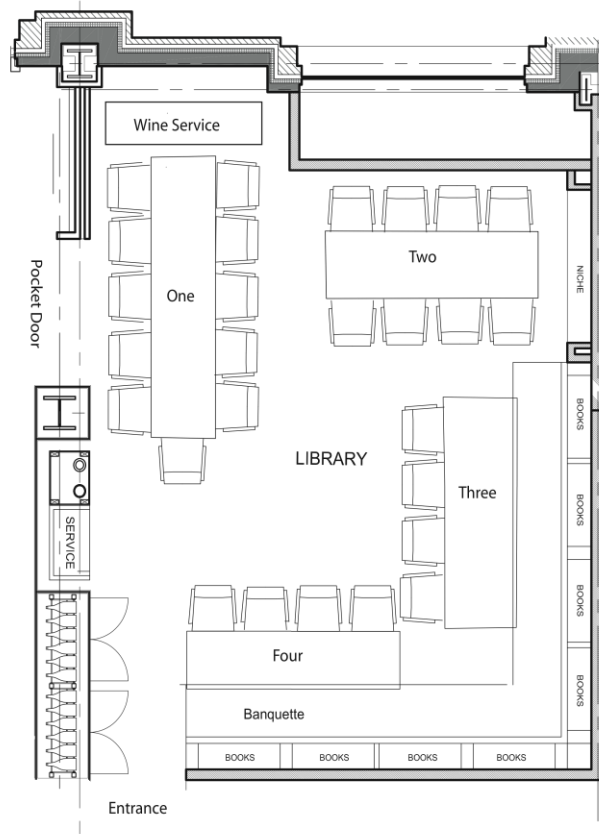 Wine Service
One
Two
NICHE
Pocket Door
LIBRARY
BOOKS
BOOKS
BOOKS
BOOKS
Three
SERVICE
Four
Banquette
BOOKS
BOOKS
BOOKS
BOOKS
Entrance